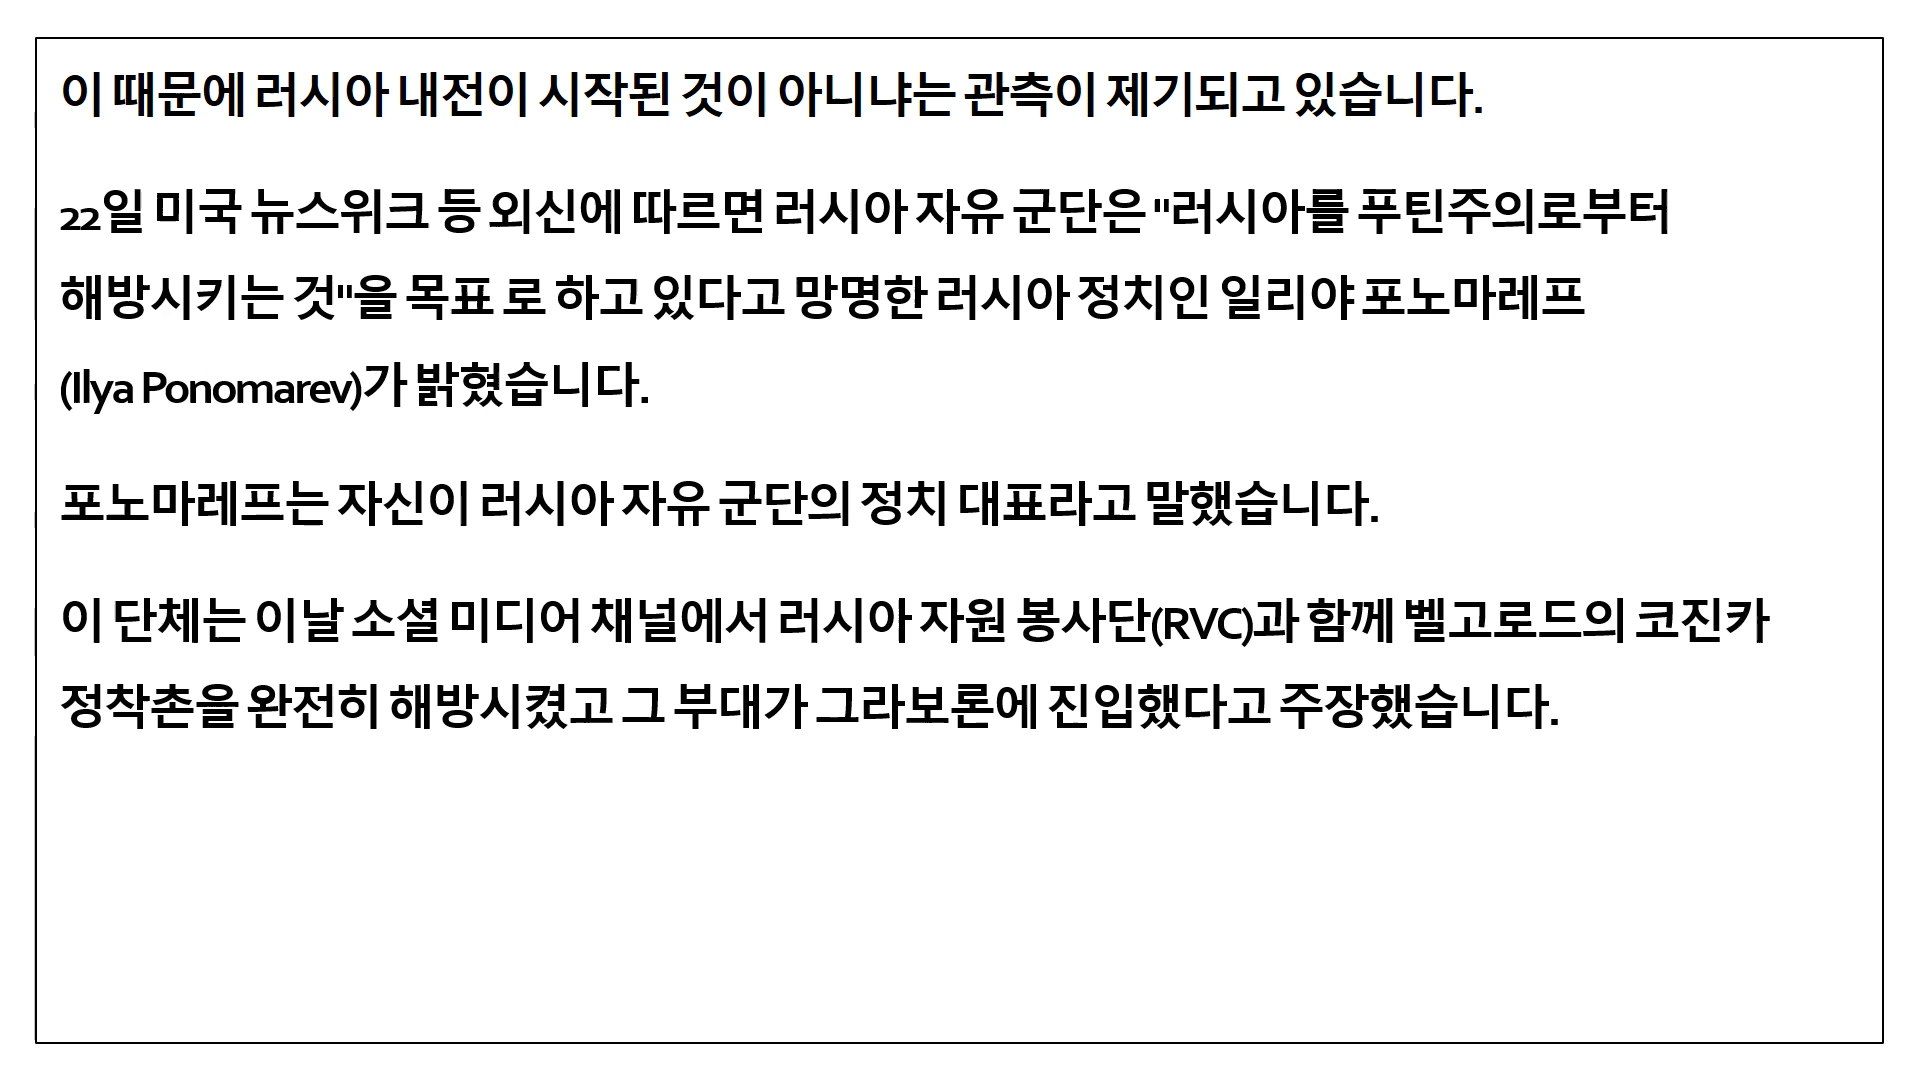 이 때문에 러시아 내전이 시작된 것이 아니냐는 관측이 제기되고 있습니다.
22일 미국 뉴스위크 등 외신에 따르면 러시아 자유 군단은 "러시아를 푸틴주의로부터
해방시키는 것"을 목표 로 하고 있다고 망명한 러시아 정치인 일리야 포노마레프
(Ilya Ponomarev)가 밝혔습니다.
포노마레프는 자신이 러시아 자유 군단의 정치 대표라고 말했습니다.
이 단체는 이날 소셜 미디어 채널에서 러시아 자원 봉사단(RVC)과 함께 벨고로드의 코진카
정착촌을 완전히 해방시켰고 그 부대가 그라보론에 진입했다고 주장했습니다.